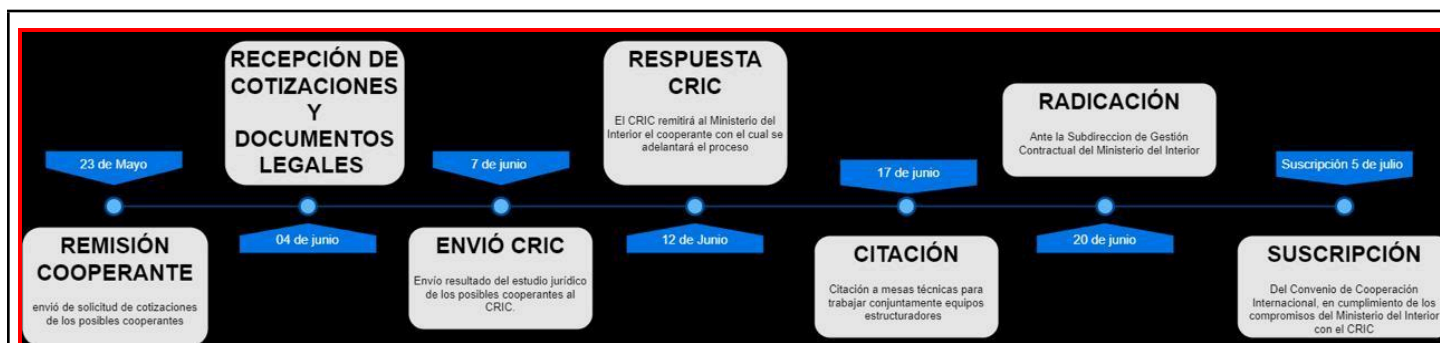 23 de Mayo
REMISIÓN
COOPERANTE
envió de solicitud de cotizaciones
de los posibles cooperantes
RECEPCIÓN DE
COTIZACIONES
Y
DOCUMENTOS
LEGALES
04 de junio
7 de junio
ENVIÓ CRIC
Envío resultado del estudio jurídico
de los posibles cooperantes al
CRIC.
RESPUESTA
CRIC
El CRIC remitirá al Ministerio del
Interior el cooperante con el cual se
adelantará el proceso
12 de Junio
17 de junio
CITACIÓN
Citación a mesas técnicas para
trabajar conjuntamente equipos
estructuradores
RADICACIÓN
Ante la Subdireccion de Gestión
Contractual del Ministerio del Interior
20 de junio
Suscripción 5 de julio
SUSCRIPCIÓN
Del Convenio de Cooperación
Internacional, en cumplimiento de los
compromisos del Ministerio del Interior
con el CRIC